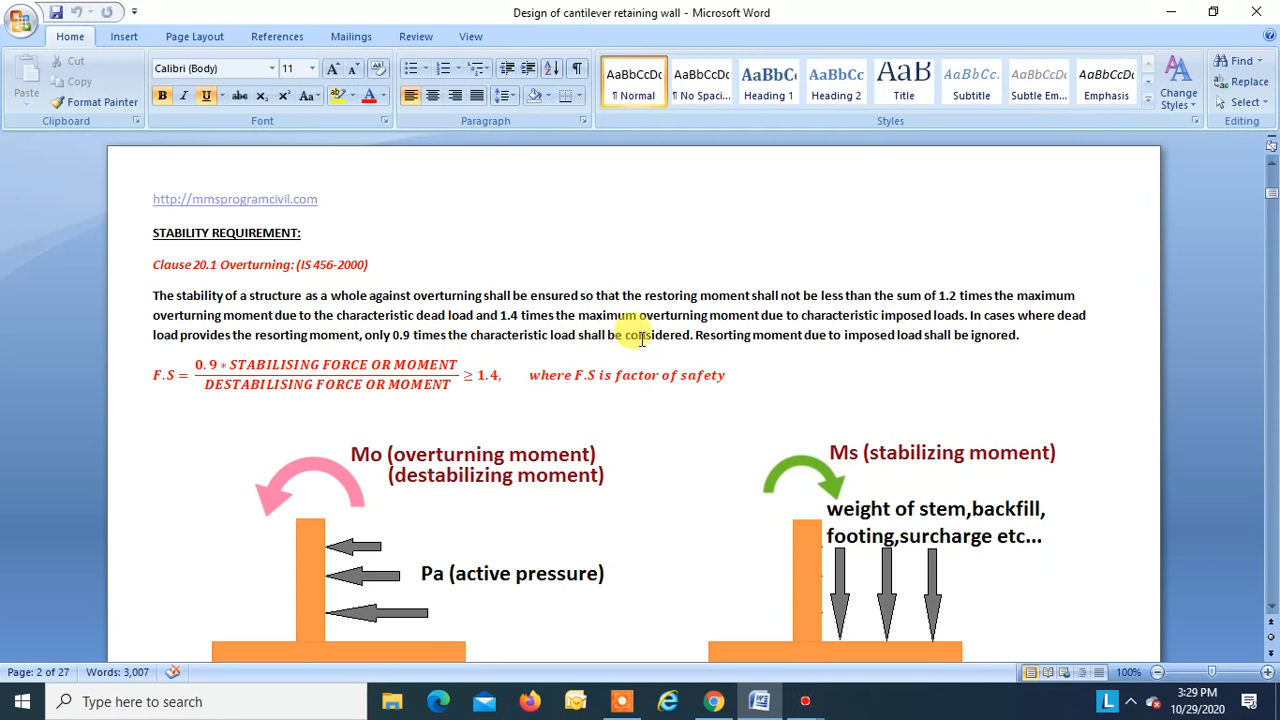 Design of cantilever retaining wall - Microsoft Word
Home Insert Page Layout References Mailings Review View
Cut
Copy
Format Painter
Paste
Clipboard
Calibri (Body) 11
B I U abc X₂ X² Aa
Font
Paragraph
AaBbCcDc AaBbCcDc AaBbC AaBbCc AaB AaBbCc. AaBbCcDc AaBbCcDc
¶ Normal ¶ No Spaci... Heading 1 Heading 2 Title Subtitle Subtle Em... Emphasis
Change Styles
Styles
Find
Replace
Select
Editing
http://mmsprogramcivil.com
STABILITY REQUIREMENT:
Clause 20.1 Overturning: (IS 456-2000)
The stability of a structure as a whole against overturning shall be ensured so that the restoring moment shall not be less than the sum of 1.2 times the maximum
overturning moment due to the characteristic dead load and 1.4 times the maximum overturning moment due to characteristic imposed loads. In cases where dead
load provides the resorting moment, only 0.9 times the characteristic load shall be considered. Resorting moment due to imposed load shall be ignored.
F.S = 0.9 * STABILISING FORCE OR MOMENT / DESTABILISING FORCE OR MOMENT ≥ 1.4, where F.S is factor of safety
Mo (overturning moment)
(destabilizing moment)
Pa (active pressure)
Ms (stabilizing moment)
weight of stem,backfill,
footing,surcharge etc...
Page: 2 of 27 Words: 3,007 100%
Type here to search
3:29 PM
10/29/2020